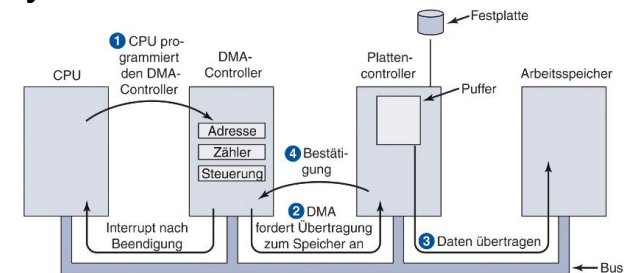 Festplatte
1 CPU pro-
grammiert
den DMA-
Controller
CPU
DMA-
Controller
Platten-
controller
Arbeitsspeicher
Puffer
Adresse
Zähler
Steuerung
4 Bestäti-
gung
Interrupt nach
Beendigung
2 DMA
fordert Übertragung
zum Speicher an
3 Daten übertragen
Bus